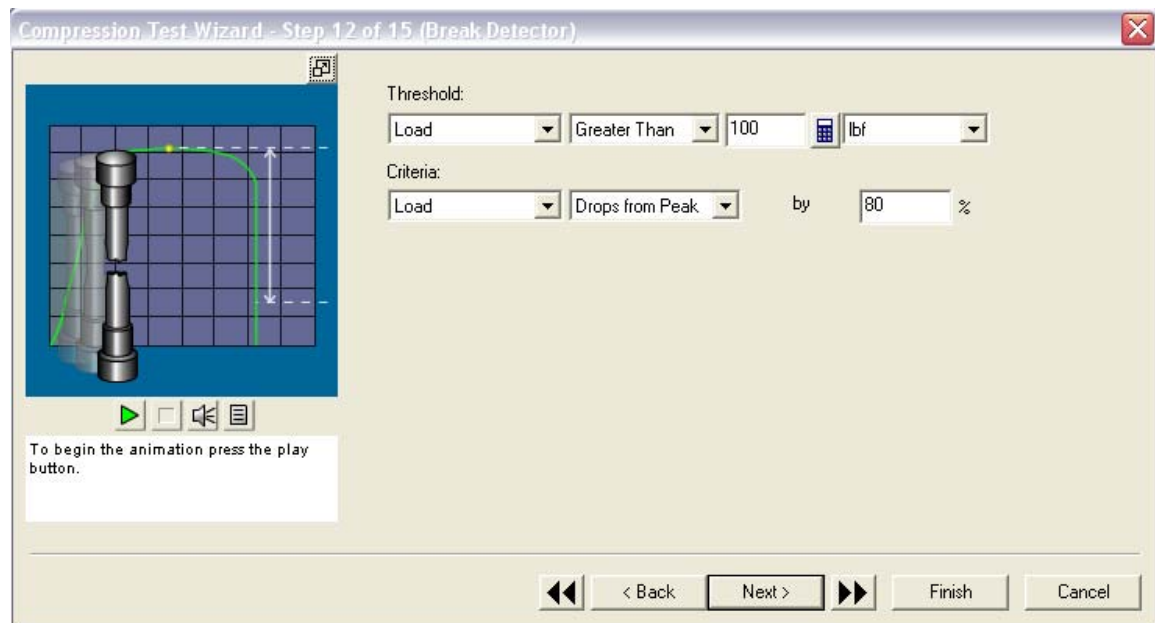 Compression Test Wizard - Step 12 of 15 (Break Detector)
Threshold:
Load Greater Than 100 lbf
Criteria:
Load Drops from Peak by 80 %
To begin the animation press the play
button.
< Back Next > Finish Cancel